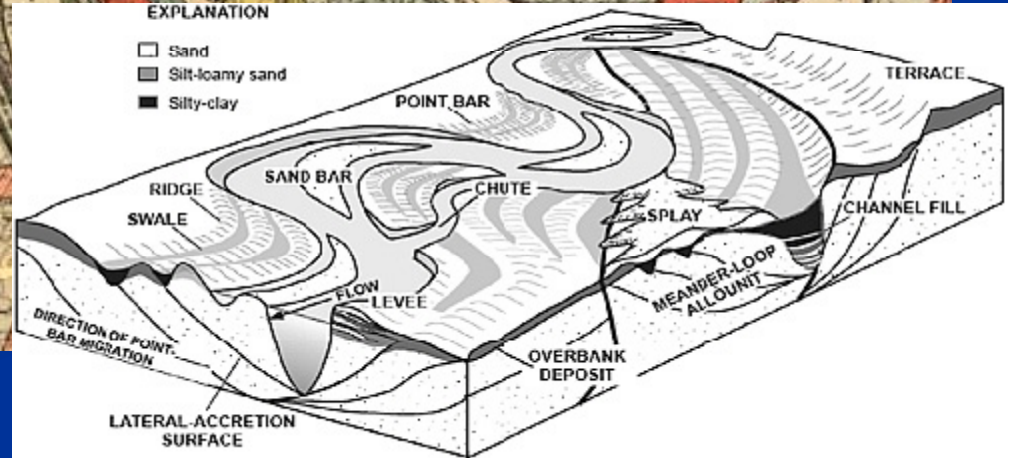 EXPLANATION
Sand
Silt-loamy sand
Silty-clay
TERRACE
POINT BAR
RIDGE
SAND BAR
CHUTE
SWALE
SPLAY
CHANNEL FILL
FLOW
LEVEE
MEANDER-LOOP
ALLOUNIT
DIRECTION OF POINT-
BAR MIGRATION
OVERBANK
DEPOSIT
LATERAL-ACCRETION
SURFACE